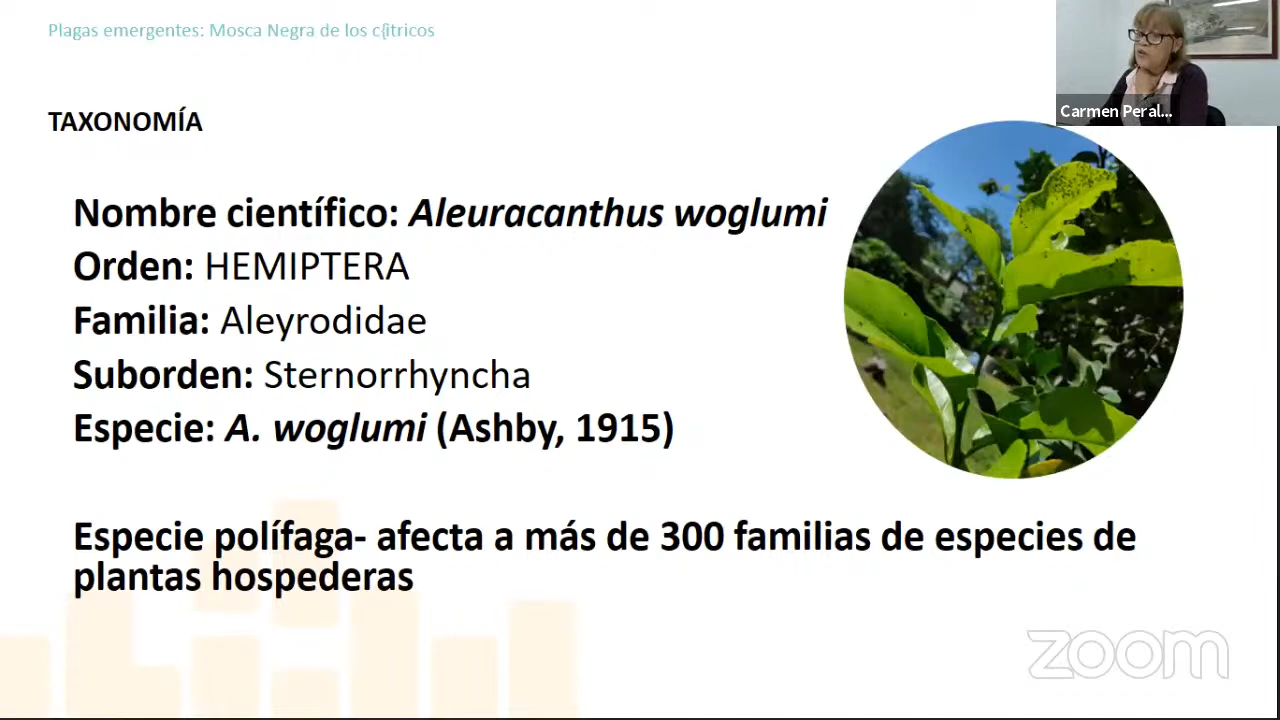 Plagas emergentes: Mosca Negra de los cítricos
Carmen Peral...
TAXONOMÍA
Nombre científico: Aleuracanthus woglumi
Orden: HEMIPTERA
Familia: Aleyrodidae
Suborden: Sternorrhyncha
Especie: A. woglumi (Ashby, 1915)
Especie polífaga- afecta a más de 300 familias de especies de
plantas hospederas
zoom